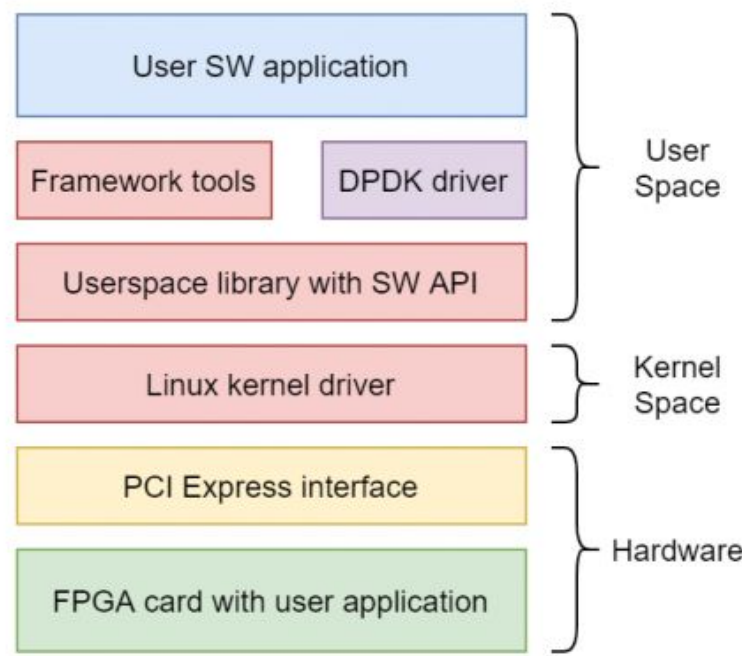 User SW application
Framework tools
DPDK driver
User
Space
Userspace library with SW API
Linux kernel driver
Kernel
Space
PCI Express interface
Hardware
FPGA card with user application